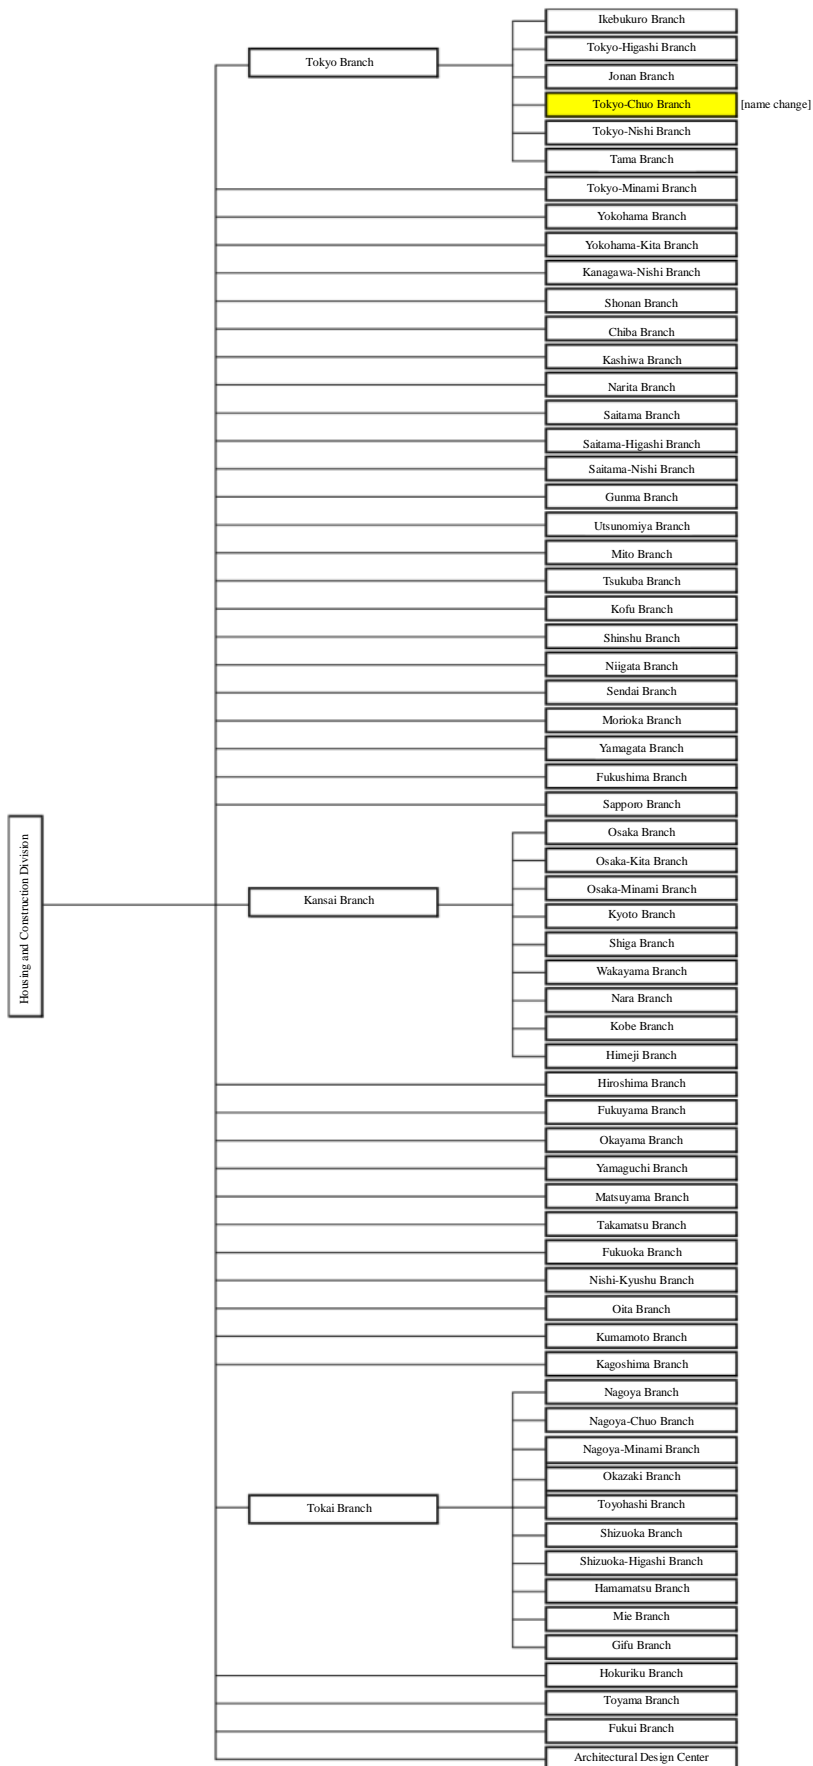 Ikebukuro Branch
Tokyo-Higashi Branch
Tokyo Branch
Jonan Branch
Tokyo-Chuo Branch [name change]
Tokyo-Nishi Branch
Tama Branch
Tokyo-Minami Branch
Yokohama Branch
Yokohama-Kita Branch
Kanagawa-Nishi Branch
Shonan Branch
Chiba Branch
Kashiwa Branch
Narita Branch
Saitama Branch
Saitama-Higashi Branch
Saitama-Nishi Branch
Gunma Branch
Utsunomiya Branch
Mito Branch
Tsukuba Branch
Kofu Branch
Shinshu Branch
Niigata Branch
Sendai Branch
Morioka Branch
Yamagata Branch
Fukushima Branch
Sapporo Branch
Housing and Construction Division
Osaka Branch
Osaka-Kita Branch
Osaka-Minami Branch
Kansai Branch
Kyoto Branch
Shiga Branch
Wakayama Branch
Nara Branch
Kobe Branch
Himeji Branch
Hiroshima Branch
Fukuyama Branch
Okayama Branch
Yamaguchi Branch
Matsuyama Branch
Takamatsu Branch
Fukuoka Branch
Nishi-Kyushu Branch
Oita Branch
Kumamoto Branch
Kagoshima Branch
Nagoya Branch
Nagoya-Chuo Branch
Nagoya-Minami Branch
Okazaki Branch
Tokai Branch
Toyohashi Branch
Shizuoka Branch
Shizuoka-Higashi Branch
Hamamatsu Branch
Mie Branch
Gifu Branch
Hokuriku Branch
Toyama Branch
Fukui Branch
Architectural Design Center